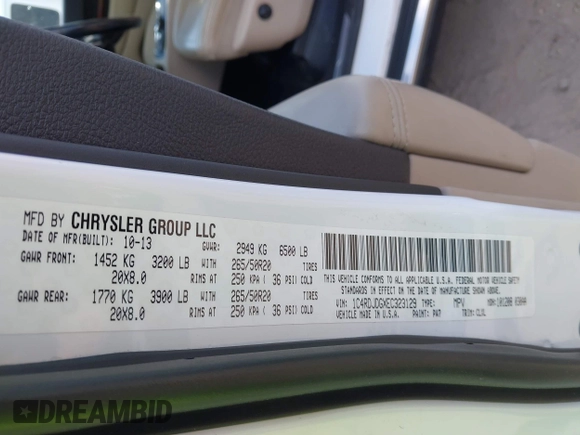 MFD BY CHRYSLER GROUP LLC
DATE OF MFR(BUILT): 10-13 GVWR: 2949 KG 6500 LB
GAWR FRONT: 1452 KG 3200 LB WITH 265/50R20 TIRES
20X8.0 RIMS AT 250 KPA ( 36 PSI) COLD
GAWR REAR: 1770 KG 3900 LB WITH 265/50R20 TIRES
20X8.0 RIMS AT 250 KPA ( 36 PSI) COLD
THIS VEHICLE CONFORMS TO ALL APPLICABLE U.S.A. FEDERAL MOTOR VEHICLE SAFETY
STANDARDS IN EFFECT ON THE DATE OF MANUFACTURE SHOWN ABOVE.
VIN: 1C4RDJDGXEC323129 TYPE: MPV MDH:
VEHICLE MADE IN U.S.A. PAINT: PW7 TRIM:
DREAMBID